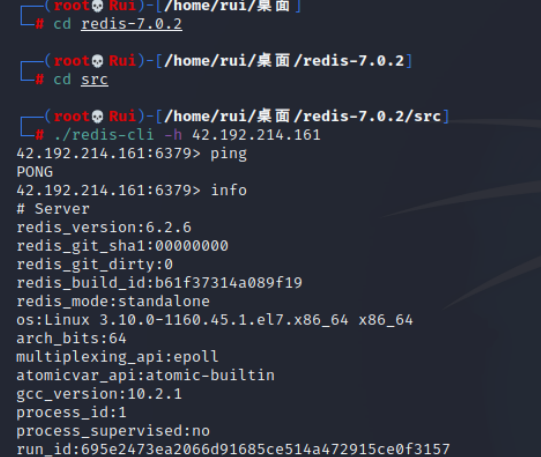 ┌──(root💀Rui)-[/home/rui/桌面]
└─# cd redis-7.0.2
┌──(root💀Rui)-[/home/rui/桌面/redis-7.0.2]
└─# cd src
┌──(root💀Rui)-[/home/rui/桌面/redis-7.0.2/src]
└─# ./redis-cli -h 42.192.214.161
42.192.214.161:6379> ping
PONG
42.192.214.161:6379> info
# Server
redis_version:6.2.6
redis_git_sha1:00000000
redis_git_dirty:0
redis_build_id:b61f37314a089f19
redis_mode:standalone
os:Linux 3.10.0-1160.45.1.el7.x86_64 x86_64
arch_bits:64
multiplexing_api:epoll
atomicvar_api:atomic-builtin
gcc_version:10.2.1
process_id:1
process_supervised:no
run_id:695e2473ea2066d91685ce514a472915ce0f3157